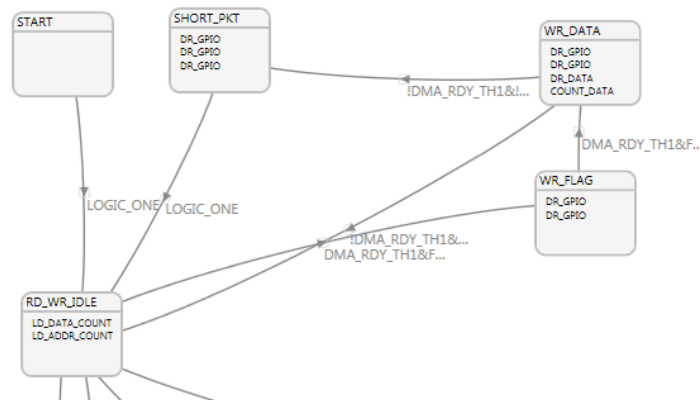 START
SHORT_PKT
DR_GPIO
DR_GPIO
DR_GPIO
WR_DATA
DR_GPIO
DR_GPIO
DR_DATA
COUNT_DATA
!DMA_RDY_TH1&!...
DMA_RDY_TH1&F...
WR_FLAG
DR_GPIO
DR_GPIO
LOGIC_ONE
LOGIC_ONE
!DMA_RDY_TH1&...
DMA_RDY_TH1&F...
RD_WR_IDLE
LD_DATA_COUNT
LD_ADDR_COUNT